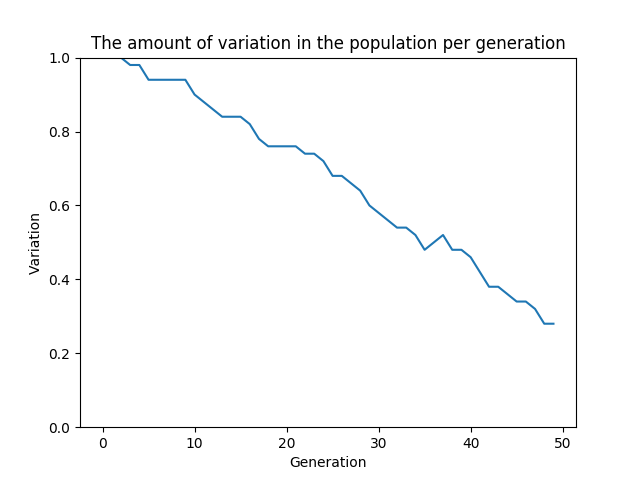 The amount of variation in the population per generation
1.0
0.8
0.6
0.4
0.2
0.0
Variation
0 10 20 30 40 50
Generation